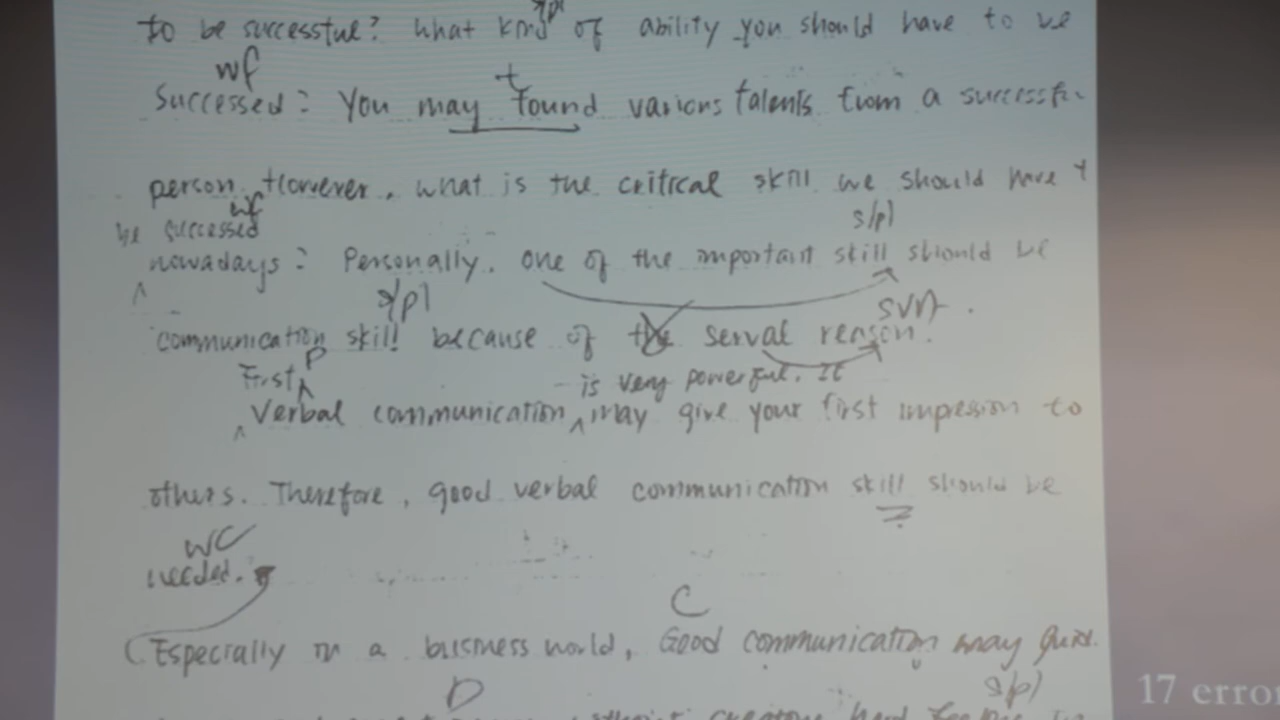 to be successful? What kind of ability you should have to be
wf
t
Successed? You may found various talents from a
person. However, what is the critical skill we should have
wf
be successed
s/pl
nowadays? Personally, one of the important skill should be
s/pl
SVA.
communication skill because of the serval reason.
P
First is very powerful. It
Verbal communication may give your first impresion to
others. Therefore, good verbal communication skill should be
wc
needed.
C
Especially in a business world, Good communication may
D
s/pl
17